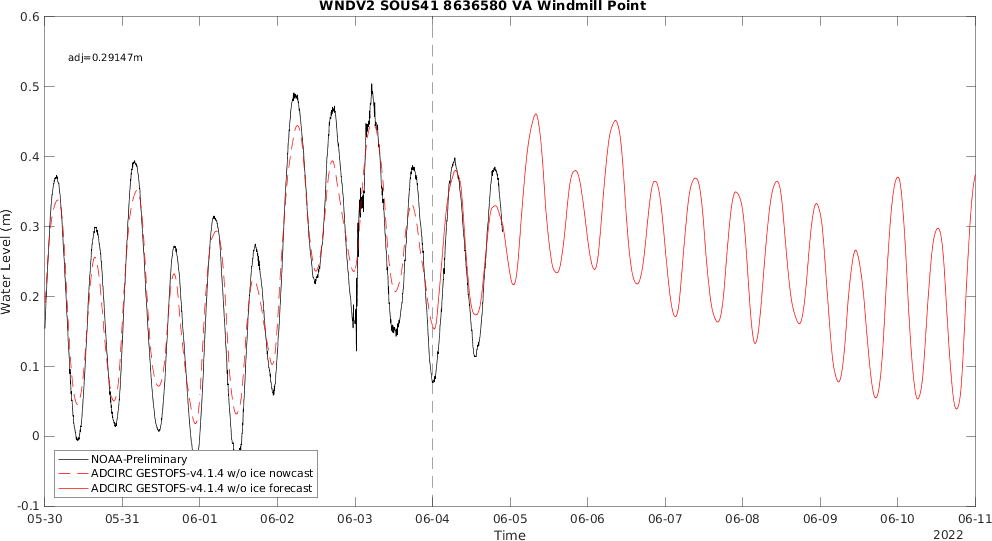 WNDV2 SOUS41 8636580 VA Windmill Point
0.6
adj=0.29147m
0.5
0.4
0.3
0.2
0.1
0
-0.1
Water Level (m)
NOAA-Preliminary
ADCIRC GESTOFS-v4.1.4 w/o ice nowcast
ADCIRC GESTOFS-v4.1.4 w/o ice forecast
05-30 05-31 06-01 06-02 06-03 06-04 06-05 06-06 06-07 06-08 06-09 06-10 06-11
Time
2022